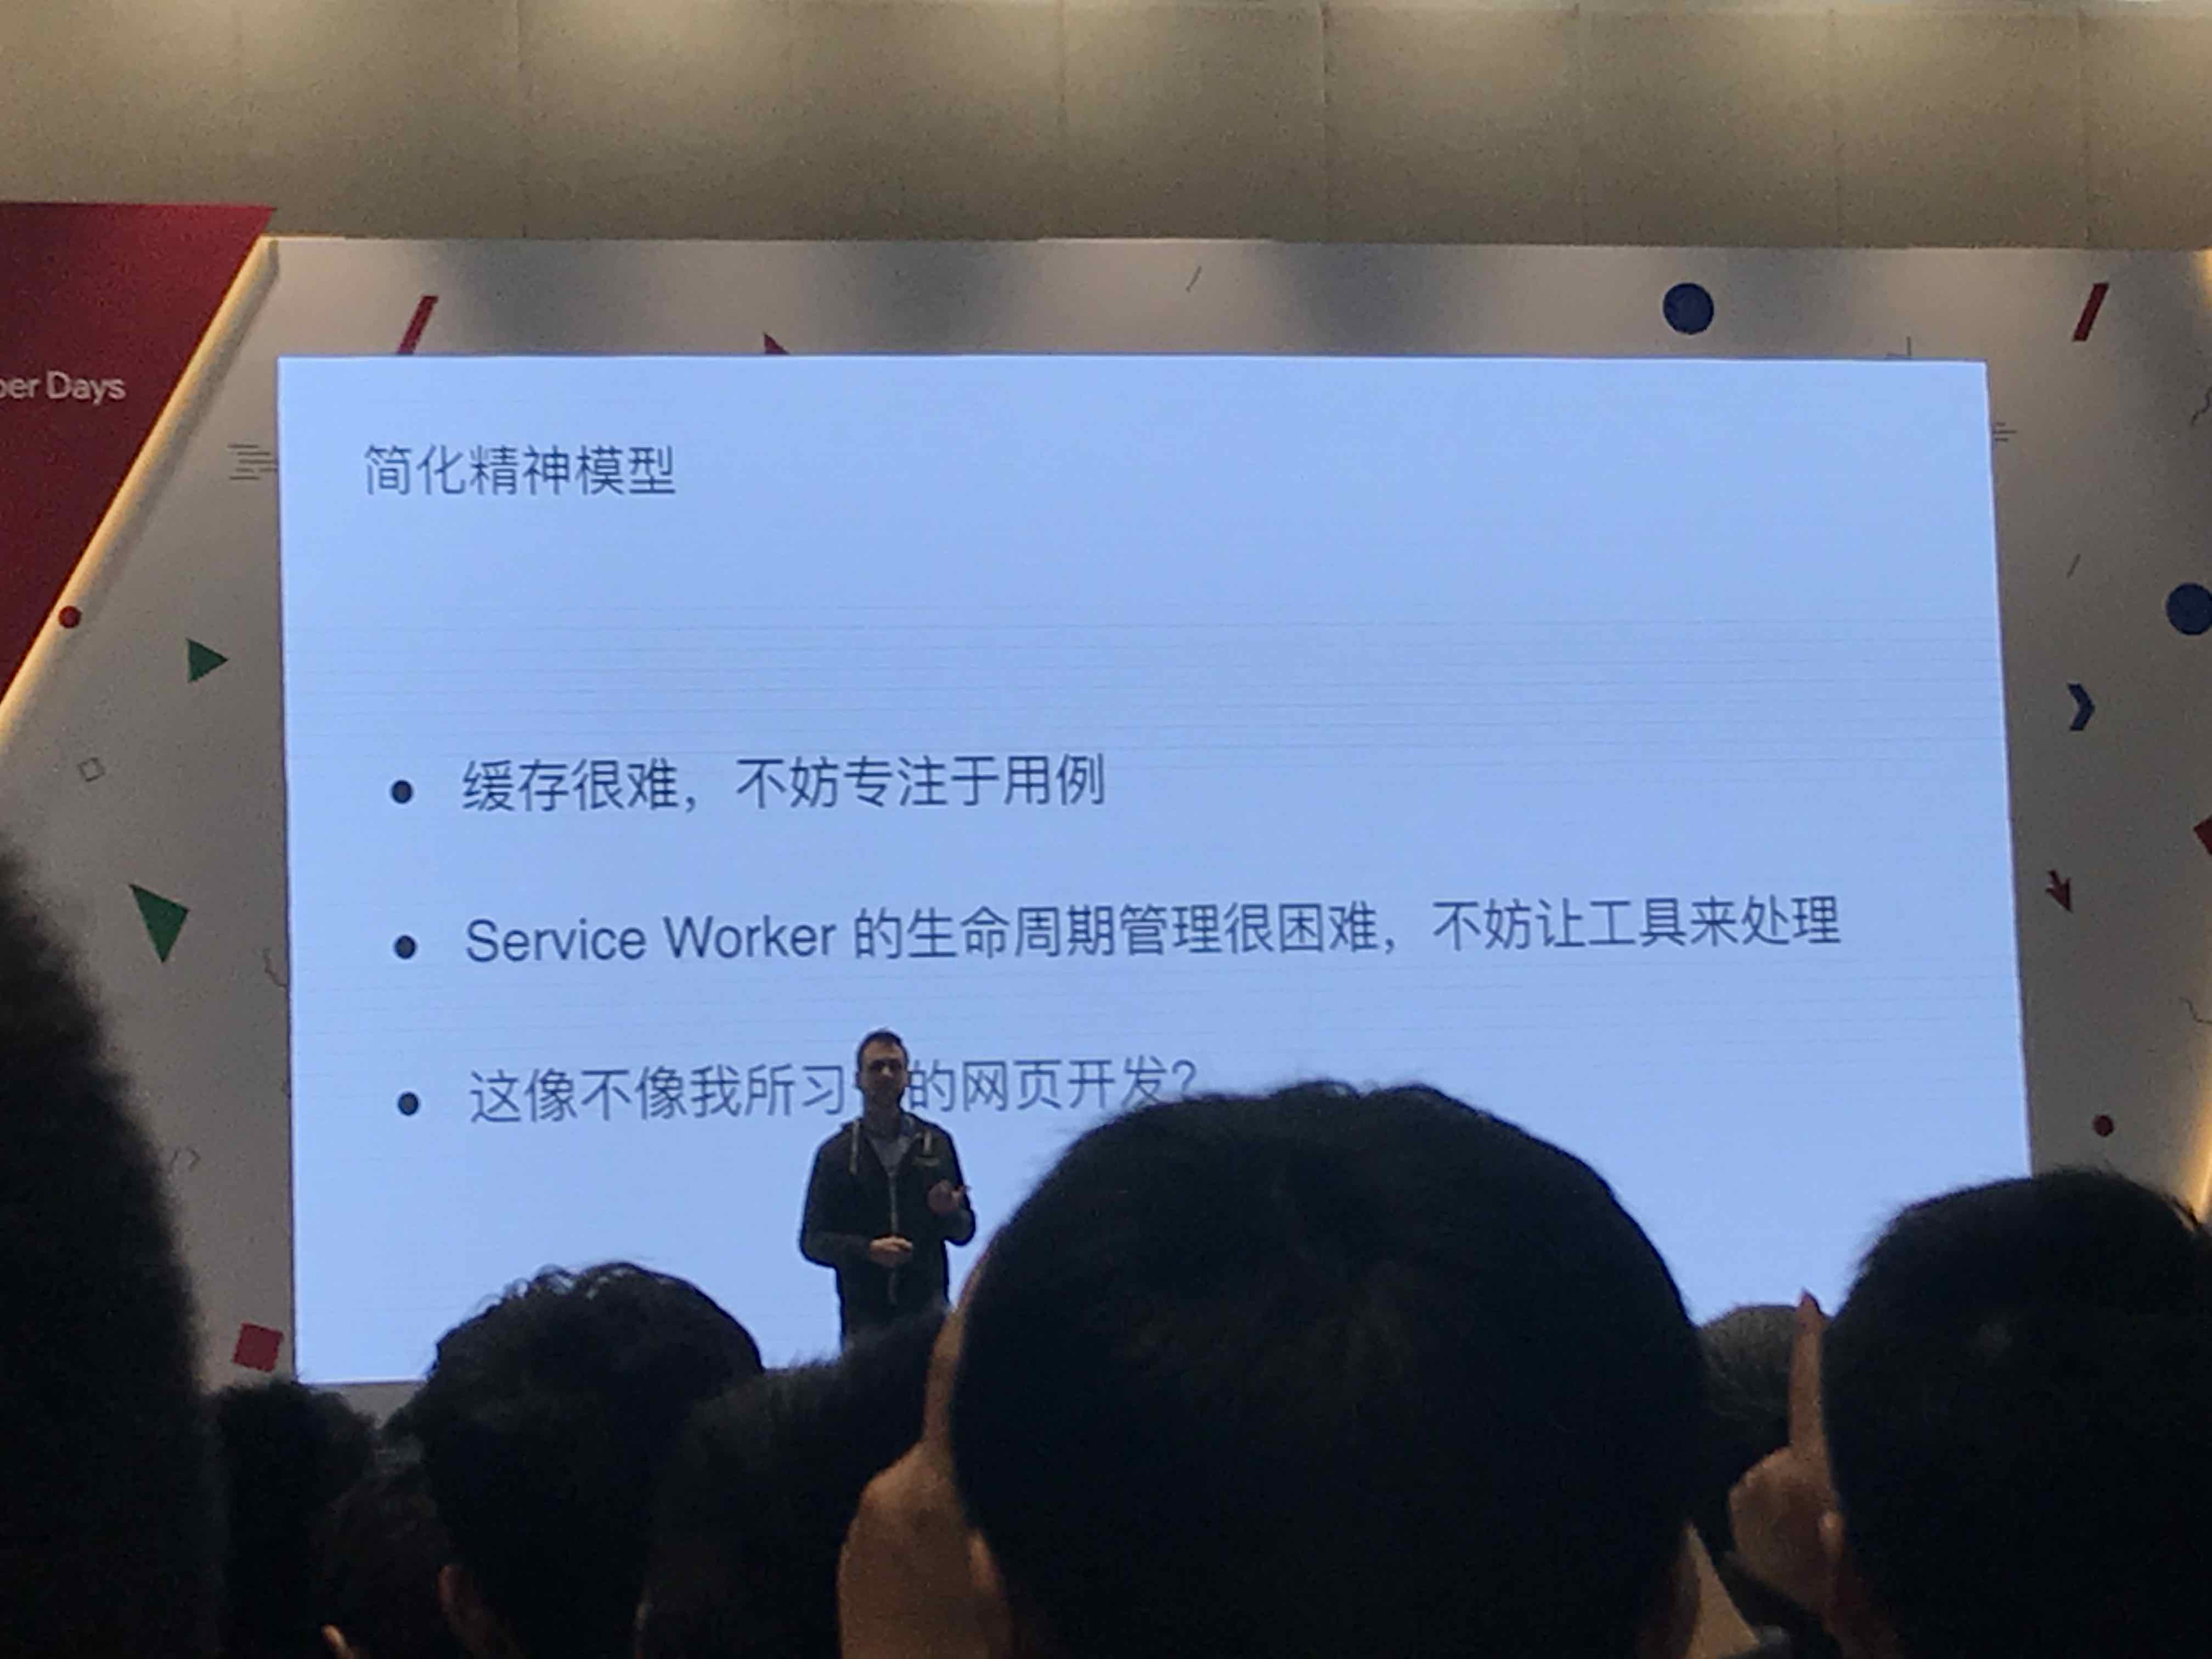 Days
简化精神模型
缓存很难，不妨专注于用例
Service Worker 的生命周期管理很困难，不妨让工具来处理
这像不像我所习 的网页开发？